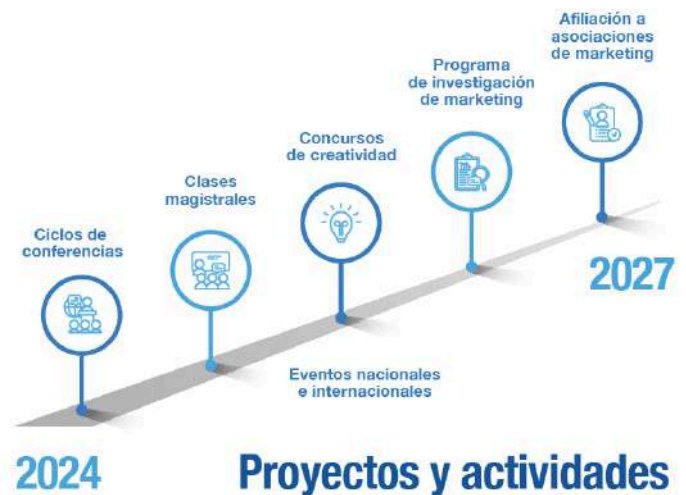 Afiliación a
asociaciones
de marketing
Programa
de investigación
de marketing
Concursos
de creatividad
Clases
magistrales
Ciclos de
conferencias
2027
Eventos nacionales
e internacionales
2024
Proyectos y actividades